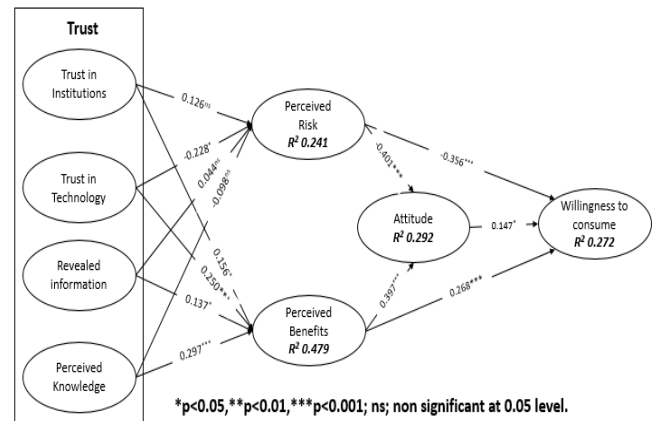 Trust
Trust in
Institutions
Trust in
Technology
Revealed
information
Perceived
Knowledge
0.126ns
-0.228*
0.044ns
-0.098ns
0.156*
0.250***
0.137*
0.297***
Perceived
Risk
R² 0.241
Perceived
Benefits
R² 0.479
-0.401***
0.397***
Attitude
R² 0.292
-0.356***
0.147*
0.268***
Willingness to
consume
R² 0.272
*p<0.05,**p<0.01,***p<0.001; ns; non significant at 0.05 level.